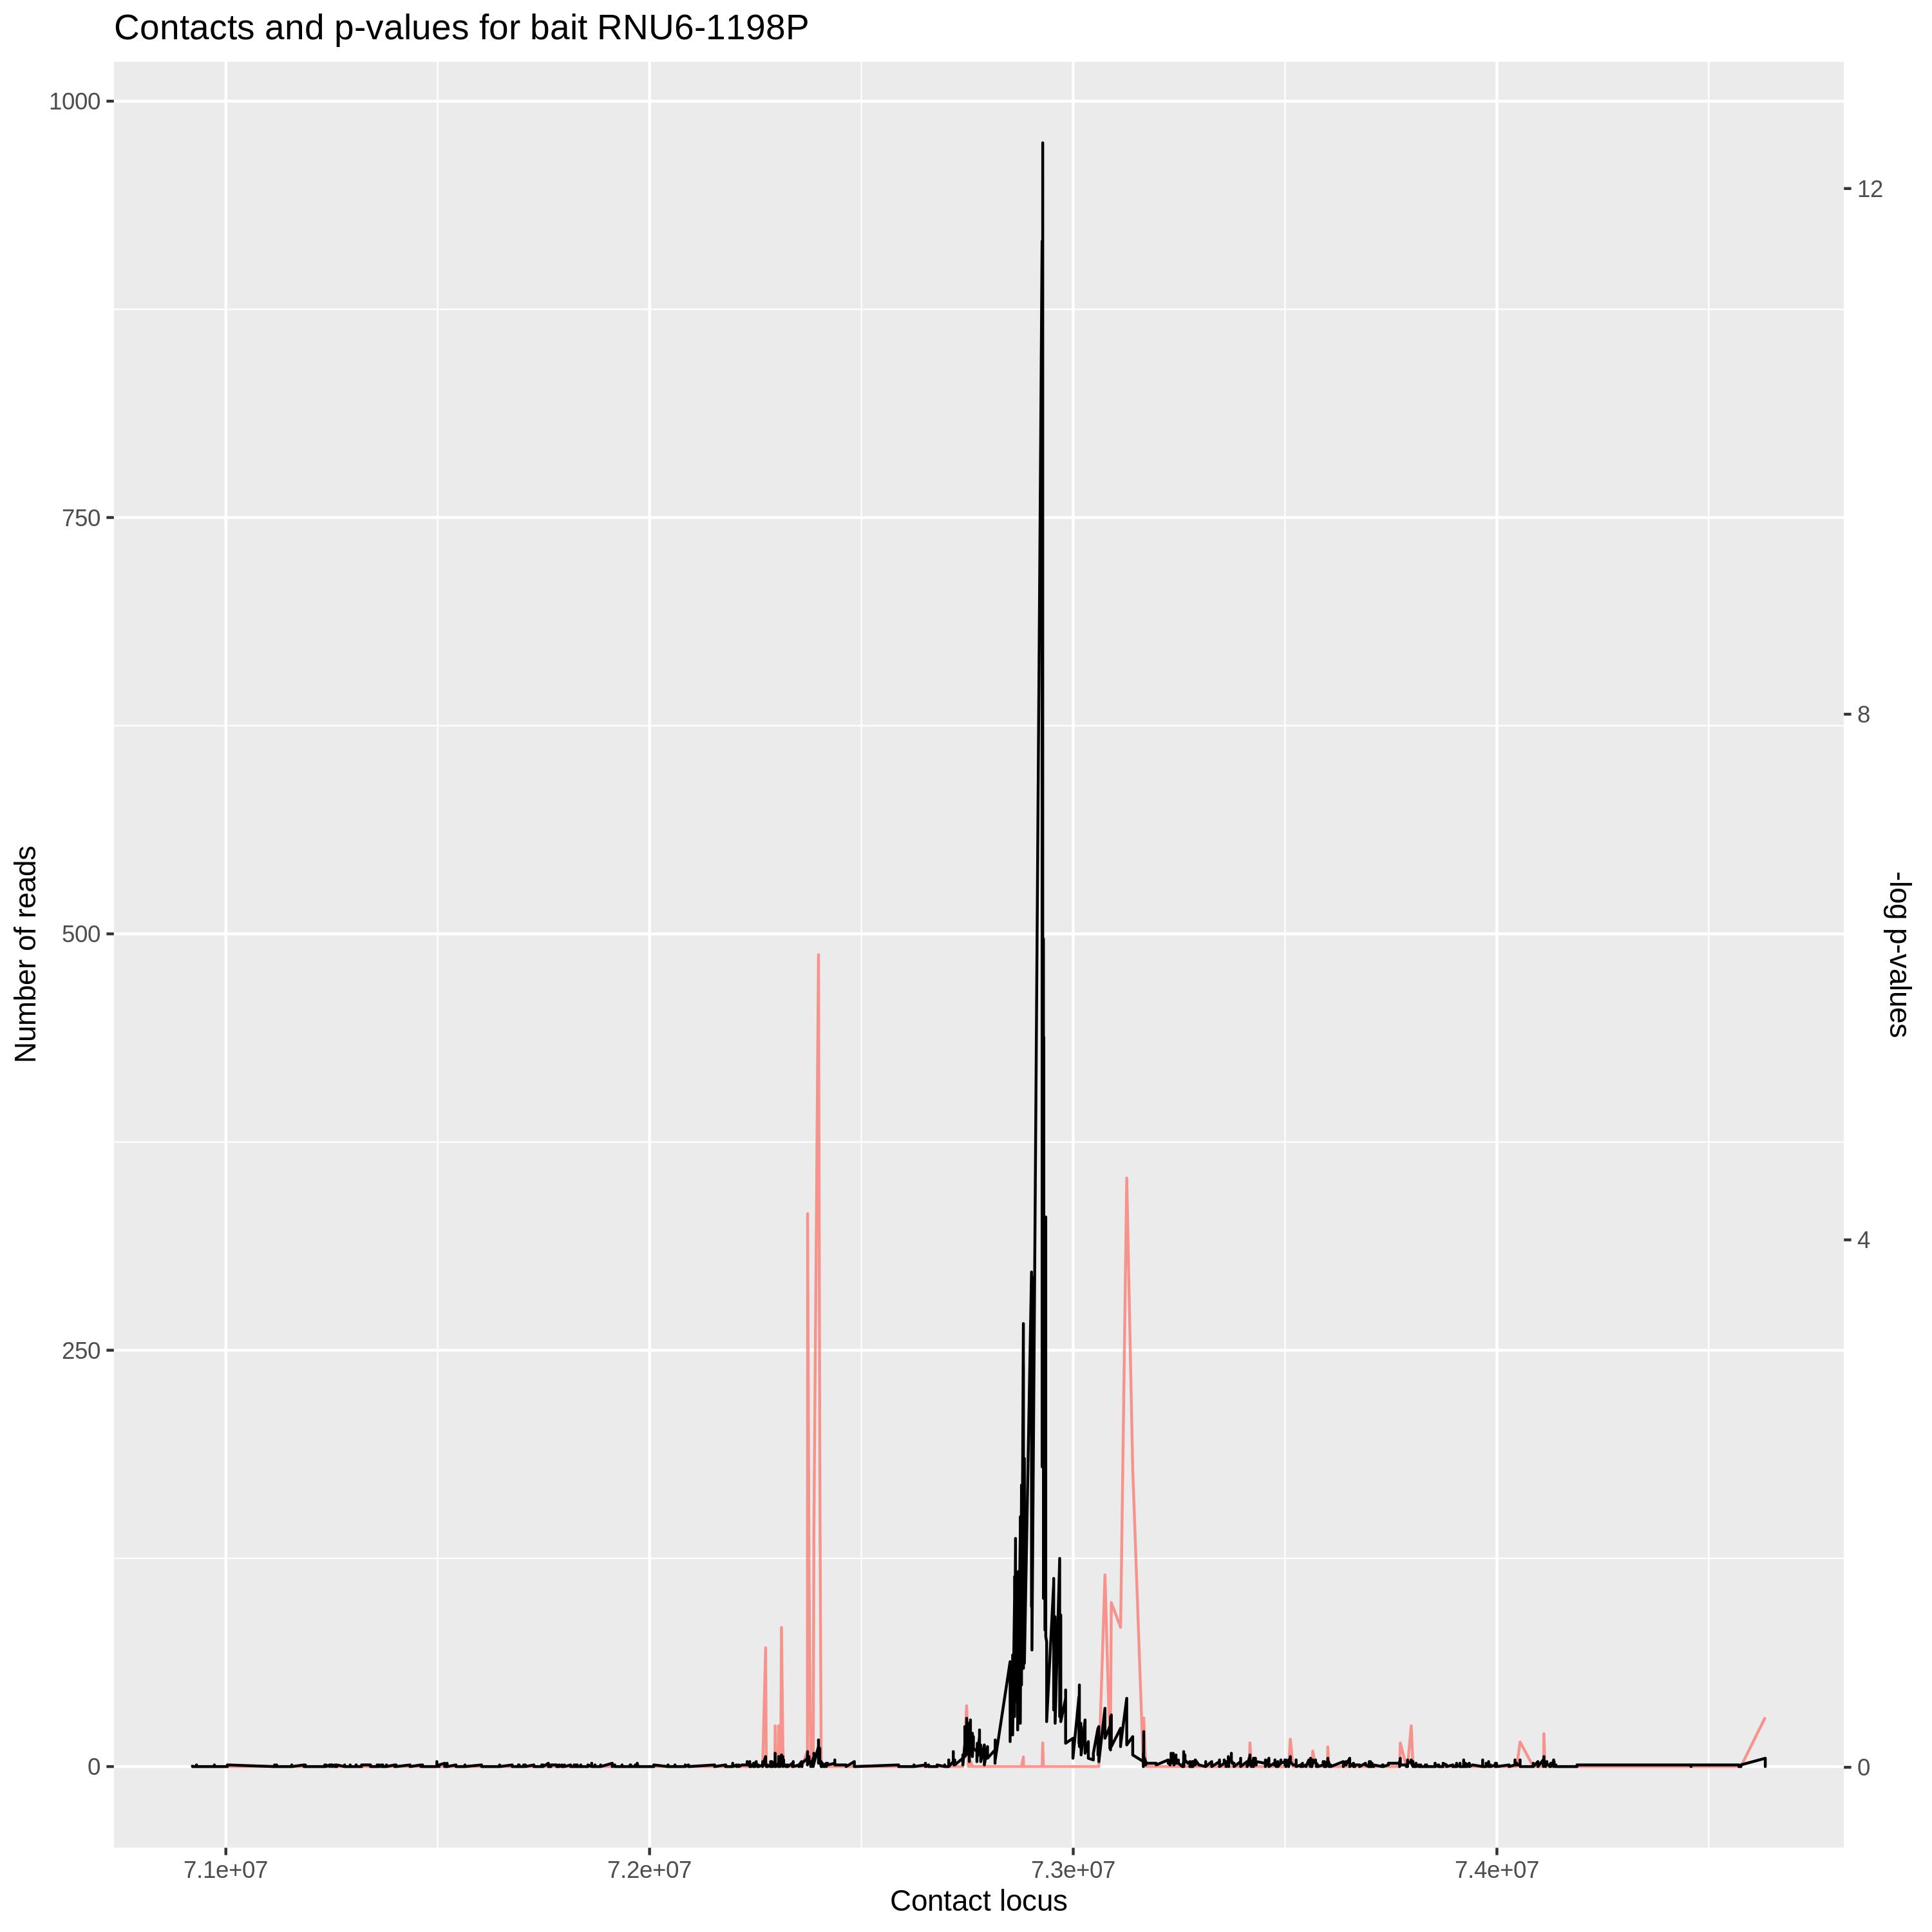 Contacts and p-values for bait RNU6-1198P
1000
750
500
250
0
Number of reads
12
8
4
0
-log p-values
7.1e+07
7.2e+07
7.3e+07
7.4e+07
Contact locus